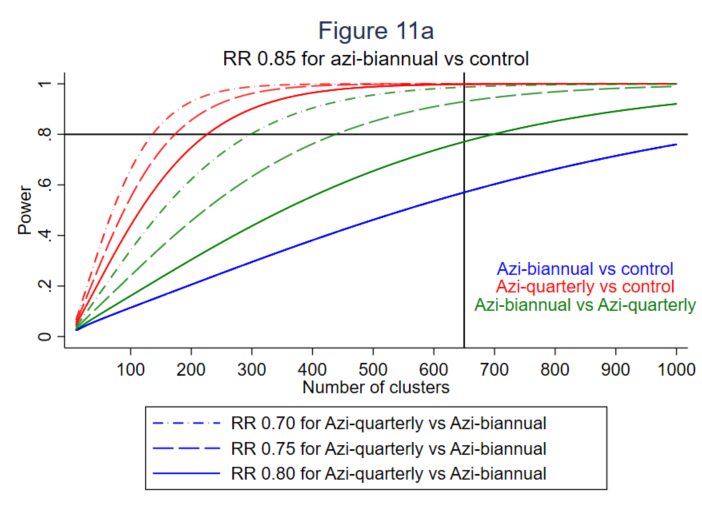 Figure 11a
RR 0.85 for azi-biannual vs control
1
.8
.6
.4
.2
0
Power
Azi-biannual vs control
Azi-quarterly vs control
Azi-biannual vs Azi-quarterly
100 200 300 400 500 600 700 800 900 1000
Number of clusters
RR 0.70 for Azi-quarterly vs Azi-biannual
RR 0.75 for Azi-quarterly vs Azi-biannual
RR 0.80 for Azi-quarterly vs Azi-biannual